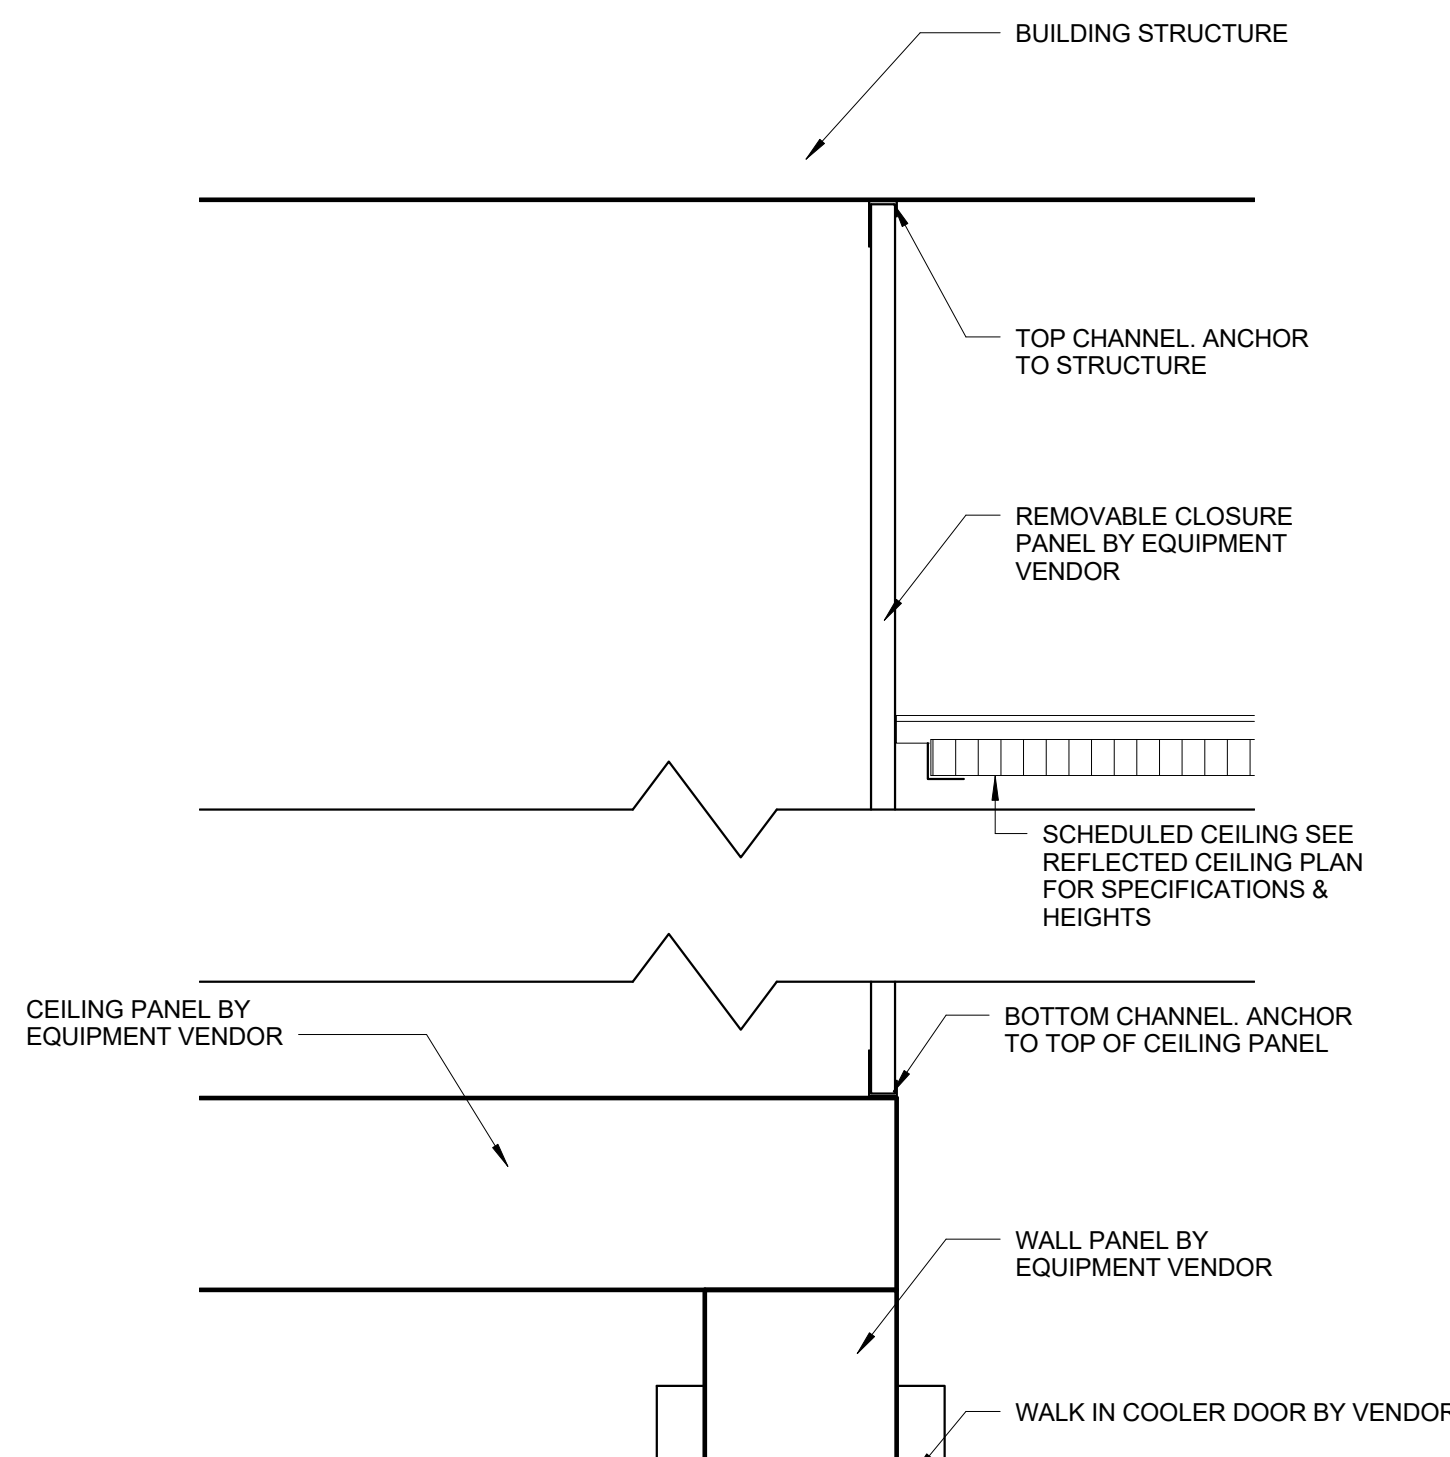 BUILDING STRUCTURE
TOP CHANNEL. ANCHOR
TO STRUCTURE
REMOVABLE CLOSURE
PANEL BY EQUIPMENT
VENDOR
SCHEDULED CEILING SEE
REFLECTED CEILING PLAN
FOR SPECIFICATIONS &
HEIGHTS
CEILING PANEL BY
EQUIPMENT VENDOR
BOTTOM CHANNEL. ANCHOR
TO TOP OF CEILING PANEL
WALL PANEL BY
EQUIPMENT VENDOR
WALK IN COOLER DOOR BY VENDOR